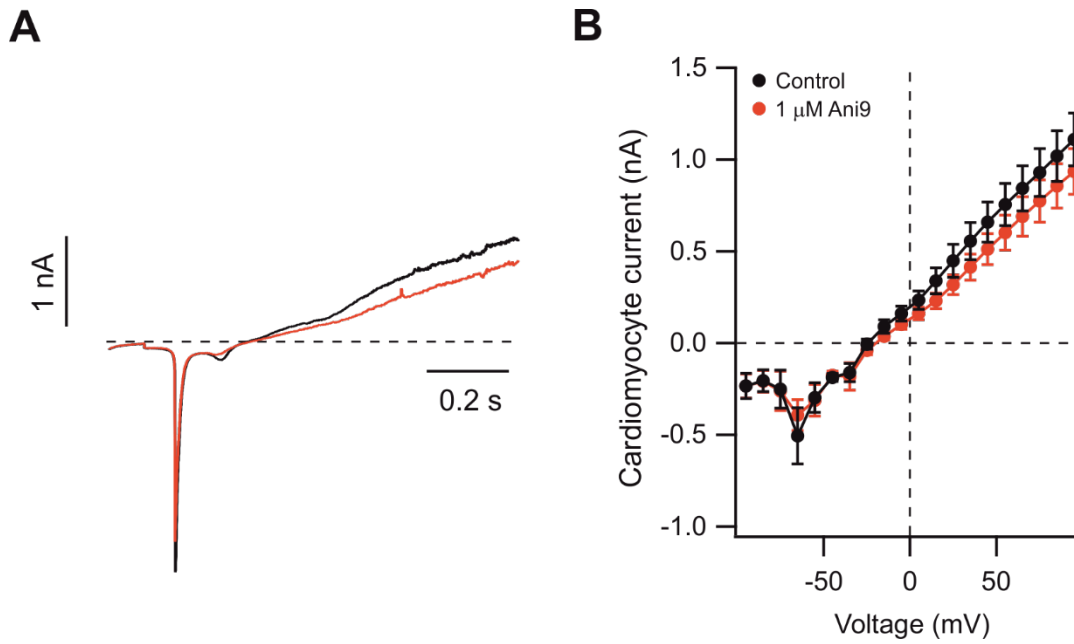 A
1 nA
0.2 s
B
Control
1 μM Ani9
Cardiomyocyte current (nA)
1.5
1.0
0.5
0.0
-0.5
-1.0
-50
0
50
Voltage (mV)